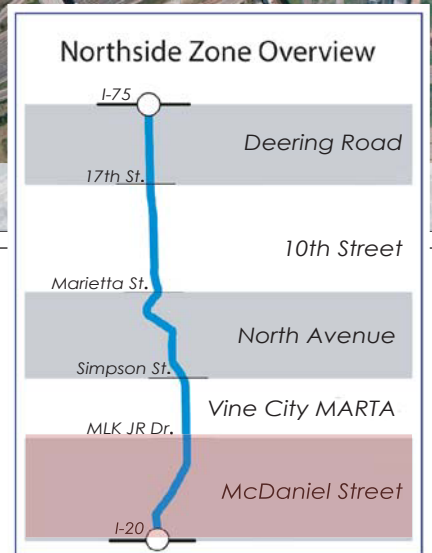 Northside Zone Overview
I-75
Deering Road
17th St.
10th Street
Marietta St.
North Avenue
Simpson St.
Vine City MARTA
MLK JR Dr.
McDaniel Street
I-20